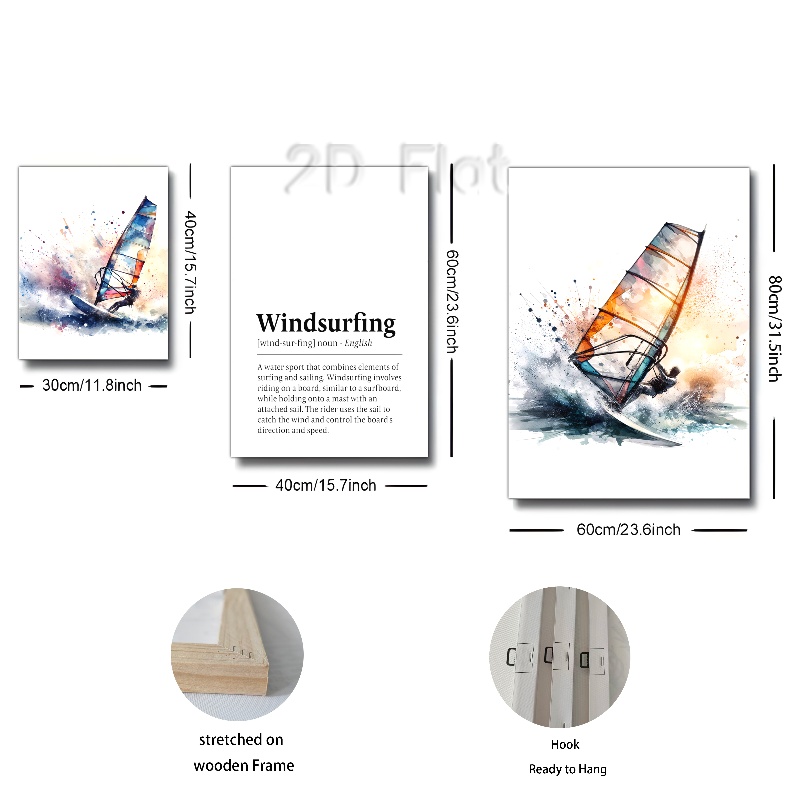 2D Flat
40cm/15.7inch
30cm/11.8inch
Windsurfing
[wind-sur-fing] noun - English
A water sport that combines elements of
surfing and sailing. Windsurfing involves
riding on a board, similar to a surfboard,
while holding onto a mast with an
attached sail. The rider uses the sail to
catch the wind and control the board's
direction and speed.
60cm/23.6inch
40cm/15.7inch
80cm/31.5inch
60cm/23.6inch
stretched on
wooden Frame
Hook
Ready to Hang